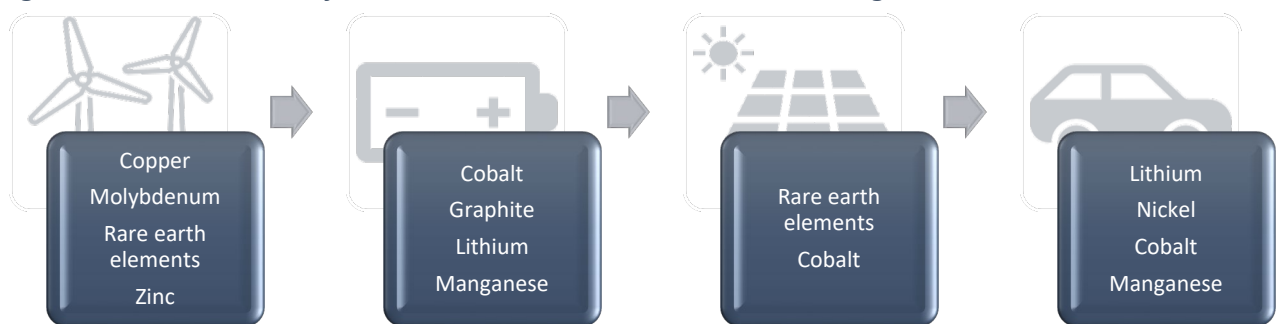 Copper
Molybdenum
Rare earth
elements
Zinc
Cobalt
Graphite
Lithium
Manganese
Rare earth
elements
Cobalt
Lithium
Nickel
Cobalt
Manganese